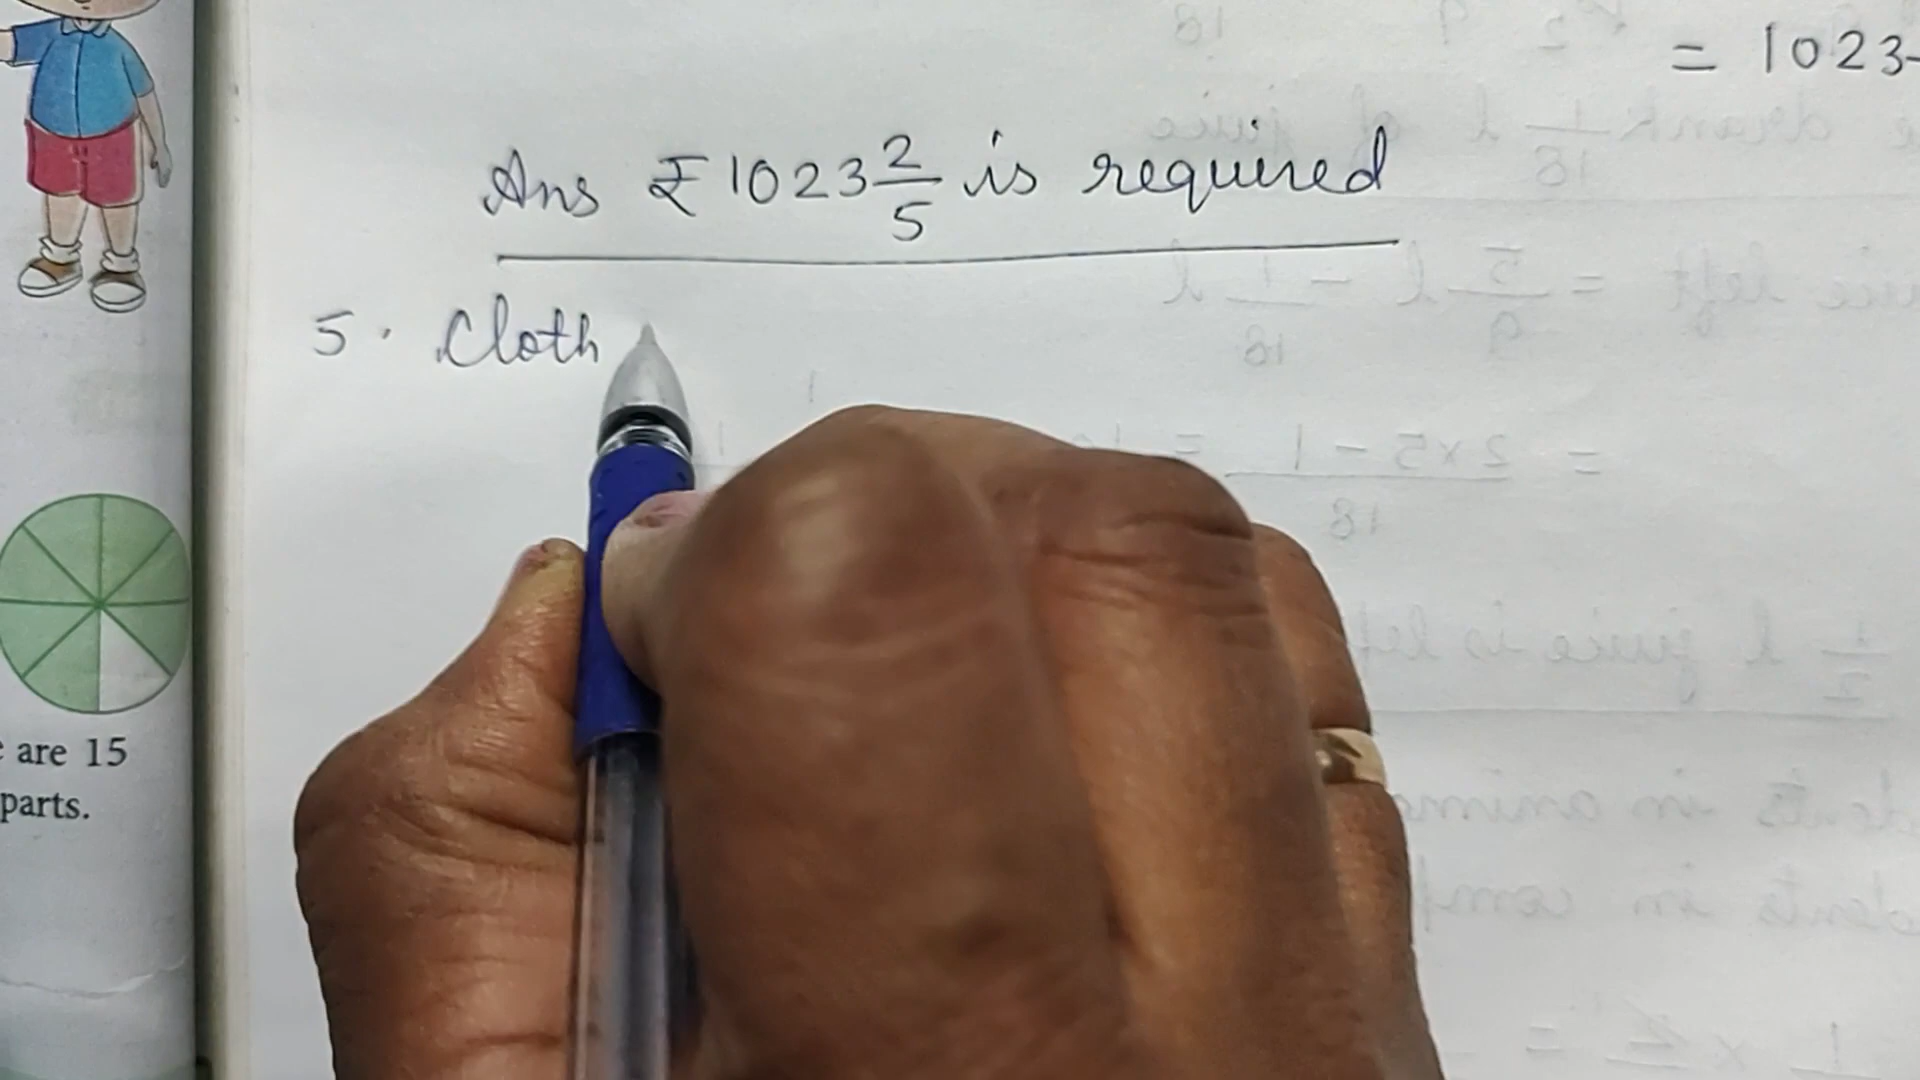 = 1023
Ans ₹ 1023 2/5 is required
5. Cloth
are 15
parts.